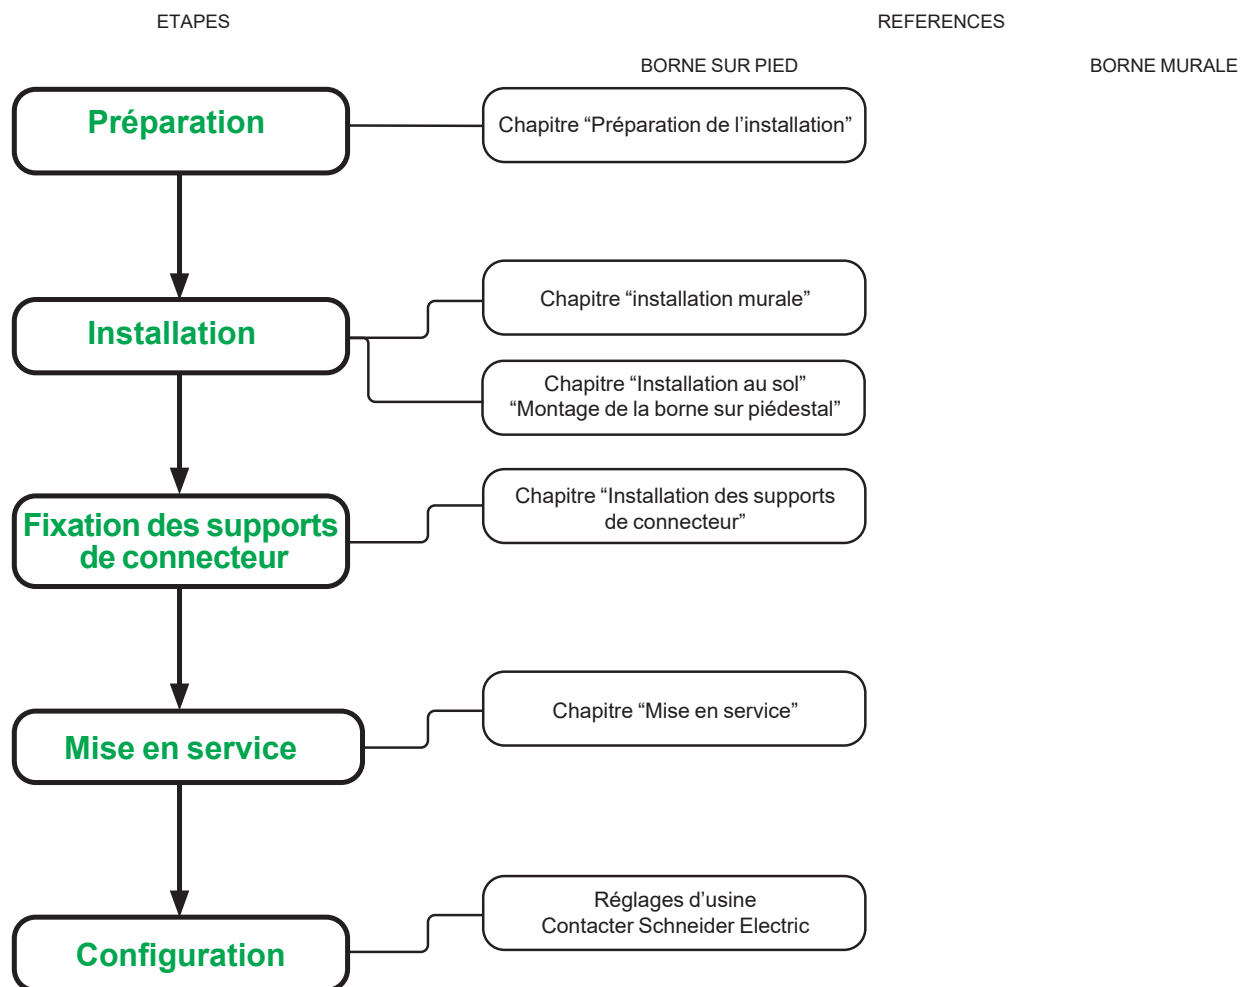 ETAPES
REFERENCES
BORNE SUR PIED
BORNE MURALE
Préparation
Chapitre “Préparation de l’installation”
Installation
Chapitre “installation murale”
Chapitre “Installation au sol”
“Montage de la borne sur piédestal”
Fixation des supports
de connecteur
Chapitre “Installation des supports
de connecteur”
Mise en service
Chapitre “Mise en service”
Configuration
Réglages d’usine
Contacter Schneider Electric